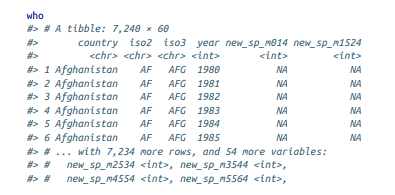 who
#> # A tibble: 7,240 × 60
#> country iso2 iso3 year new_sp_m014 new_sp_m1524
#> <chr> <chr> <chr> <int> <int> <int>
#> 1 Afghanistan AF AFG 1980 NA NA
#> 2 Afghanistan AF AFG 1981 NA NA
#> 3 Afghanistan AF AFG 1982 NA NA
#> 4 Afghanistan AF AFG 1983 NA NA
#> 5 Afghanistan AF AFG 1984 NA NA
#> 6 Afghanistan AF AFG 1985 NA NA
#> # ... with 7,234 more rows, and 54 more variables:
#> # new_sp_m2534 <int>, new_sp_m3544 <int>,
#> # new_sp_m4554 <int>, new_sp_m5564 <int>,